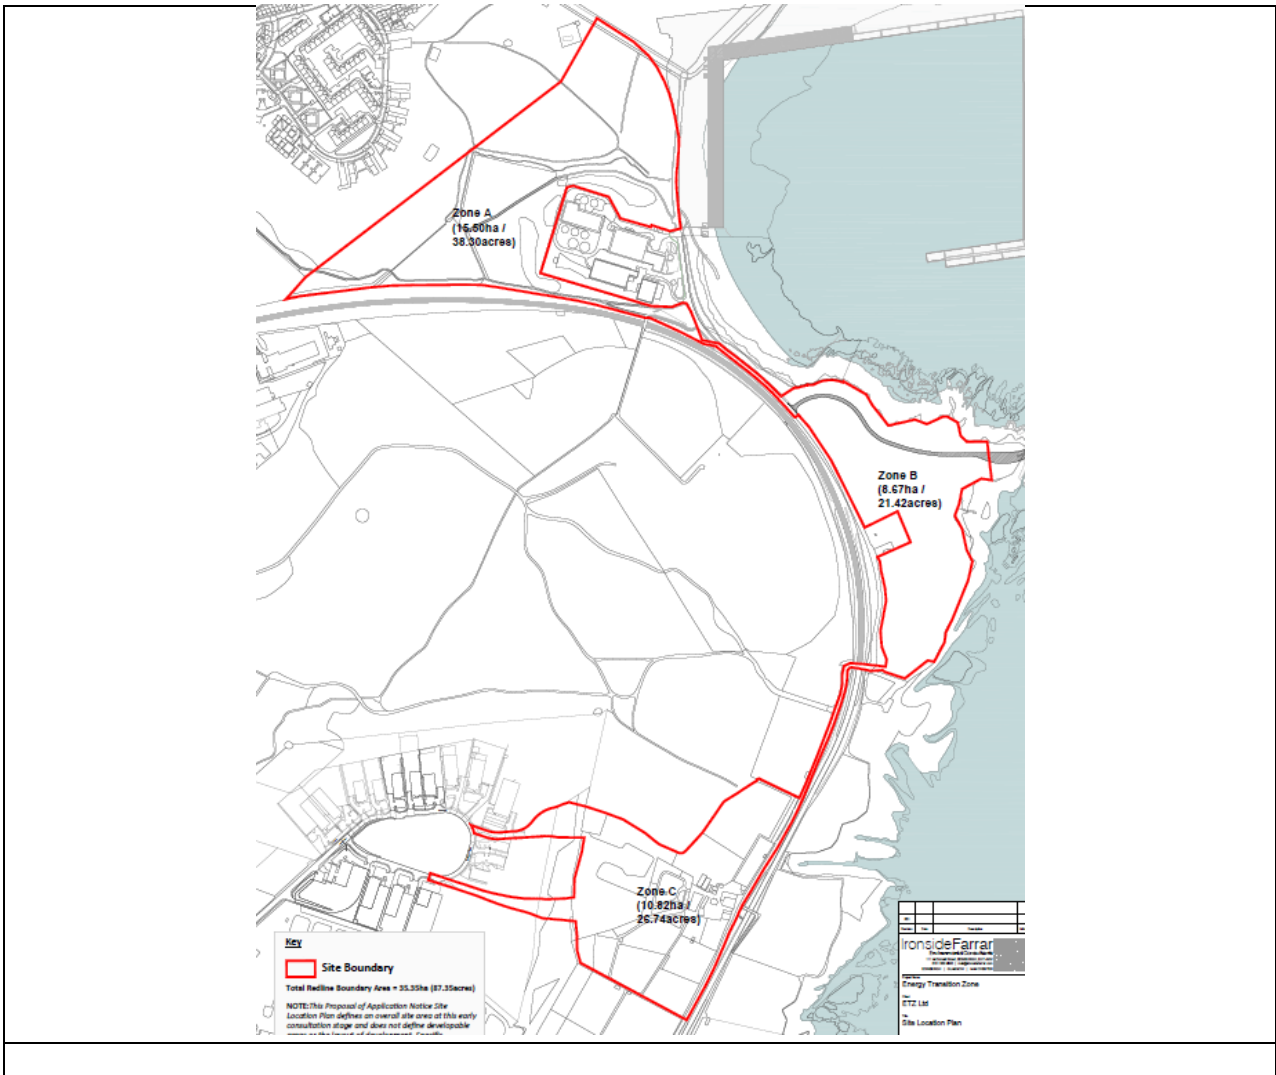 Zone A
(15.50ha /
38.30acres)
Zone B
(8.67ha /
21.42acres)
Zone C
(10.82ha /
26.74acres)
Key
Site Boundary
Total Redline Boundary Area = 35.35ha (87.35acres)
NOTE:This Proposal of Application Notice Site
Location Plan defines an overall site area at this early
consultation stage and does not define developable
IronsideFarrar
Environmental Consultants
Energy Transition Zone
ETZ Ltd
Site Location Plan